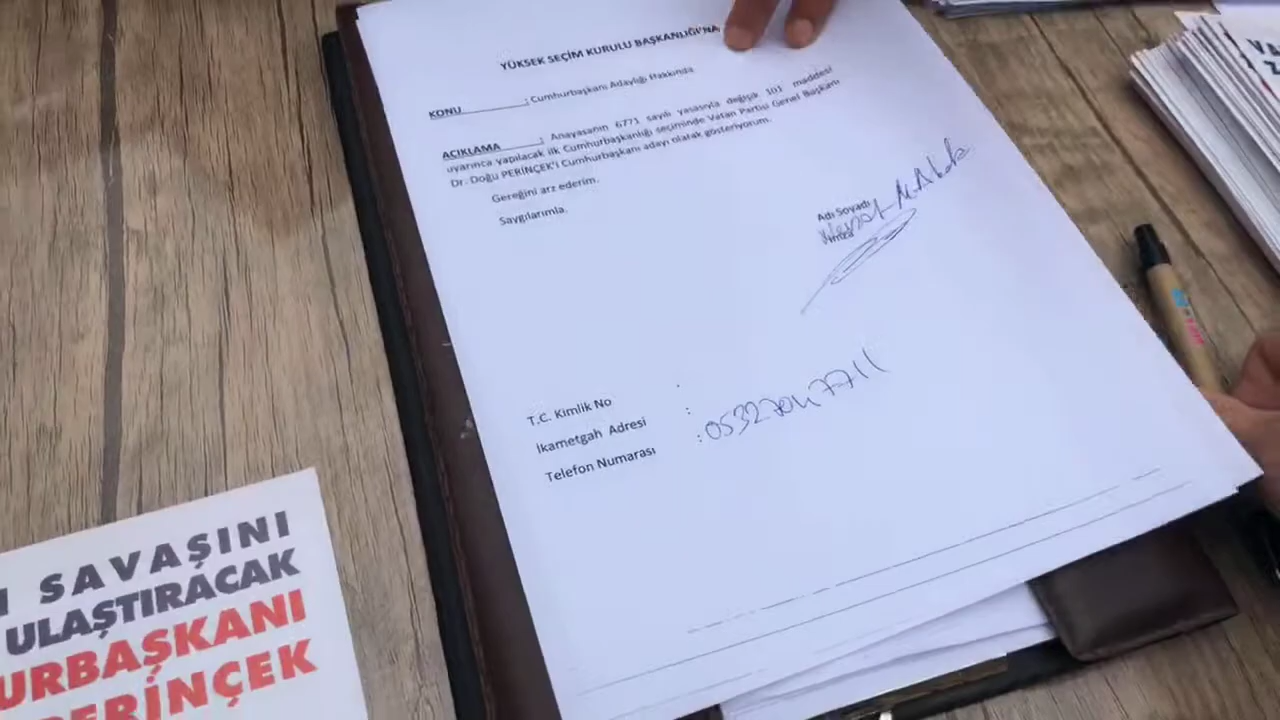 YÜKSEK SEÇİM KURULU BAŞKANLIĞI'NA
KONU : Cumhurbaşkanı Adaylığı Hakkında
AÇIKLAMA : Anayasanın 6771 sayılı yasasıyla değişik 101 maddesi
uyarınca yapılacak ilk Cumhurbaşkanlığı seçiminde Vatan Partisi Genel Başkanı
Dr. Doğu PERİNÇEK'i Cumhurbaşkanı adayı olarak gösteriyorum.
Gereğini arz ederim.
Saygılarımla.
Adı Soyadı
İmza
T.C. Kimlik No :
İkametgah Adresi :
Telefon Numarası : 05327047711
SAVAŞINI
ULAŞTIRACAK
URBAŞKANI
PERİNÇEK